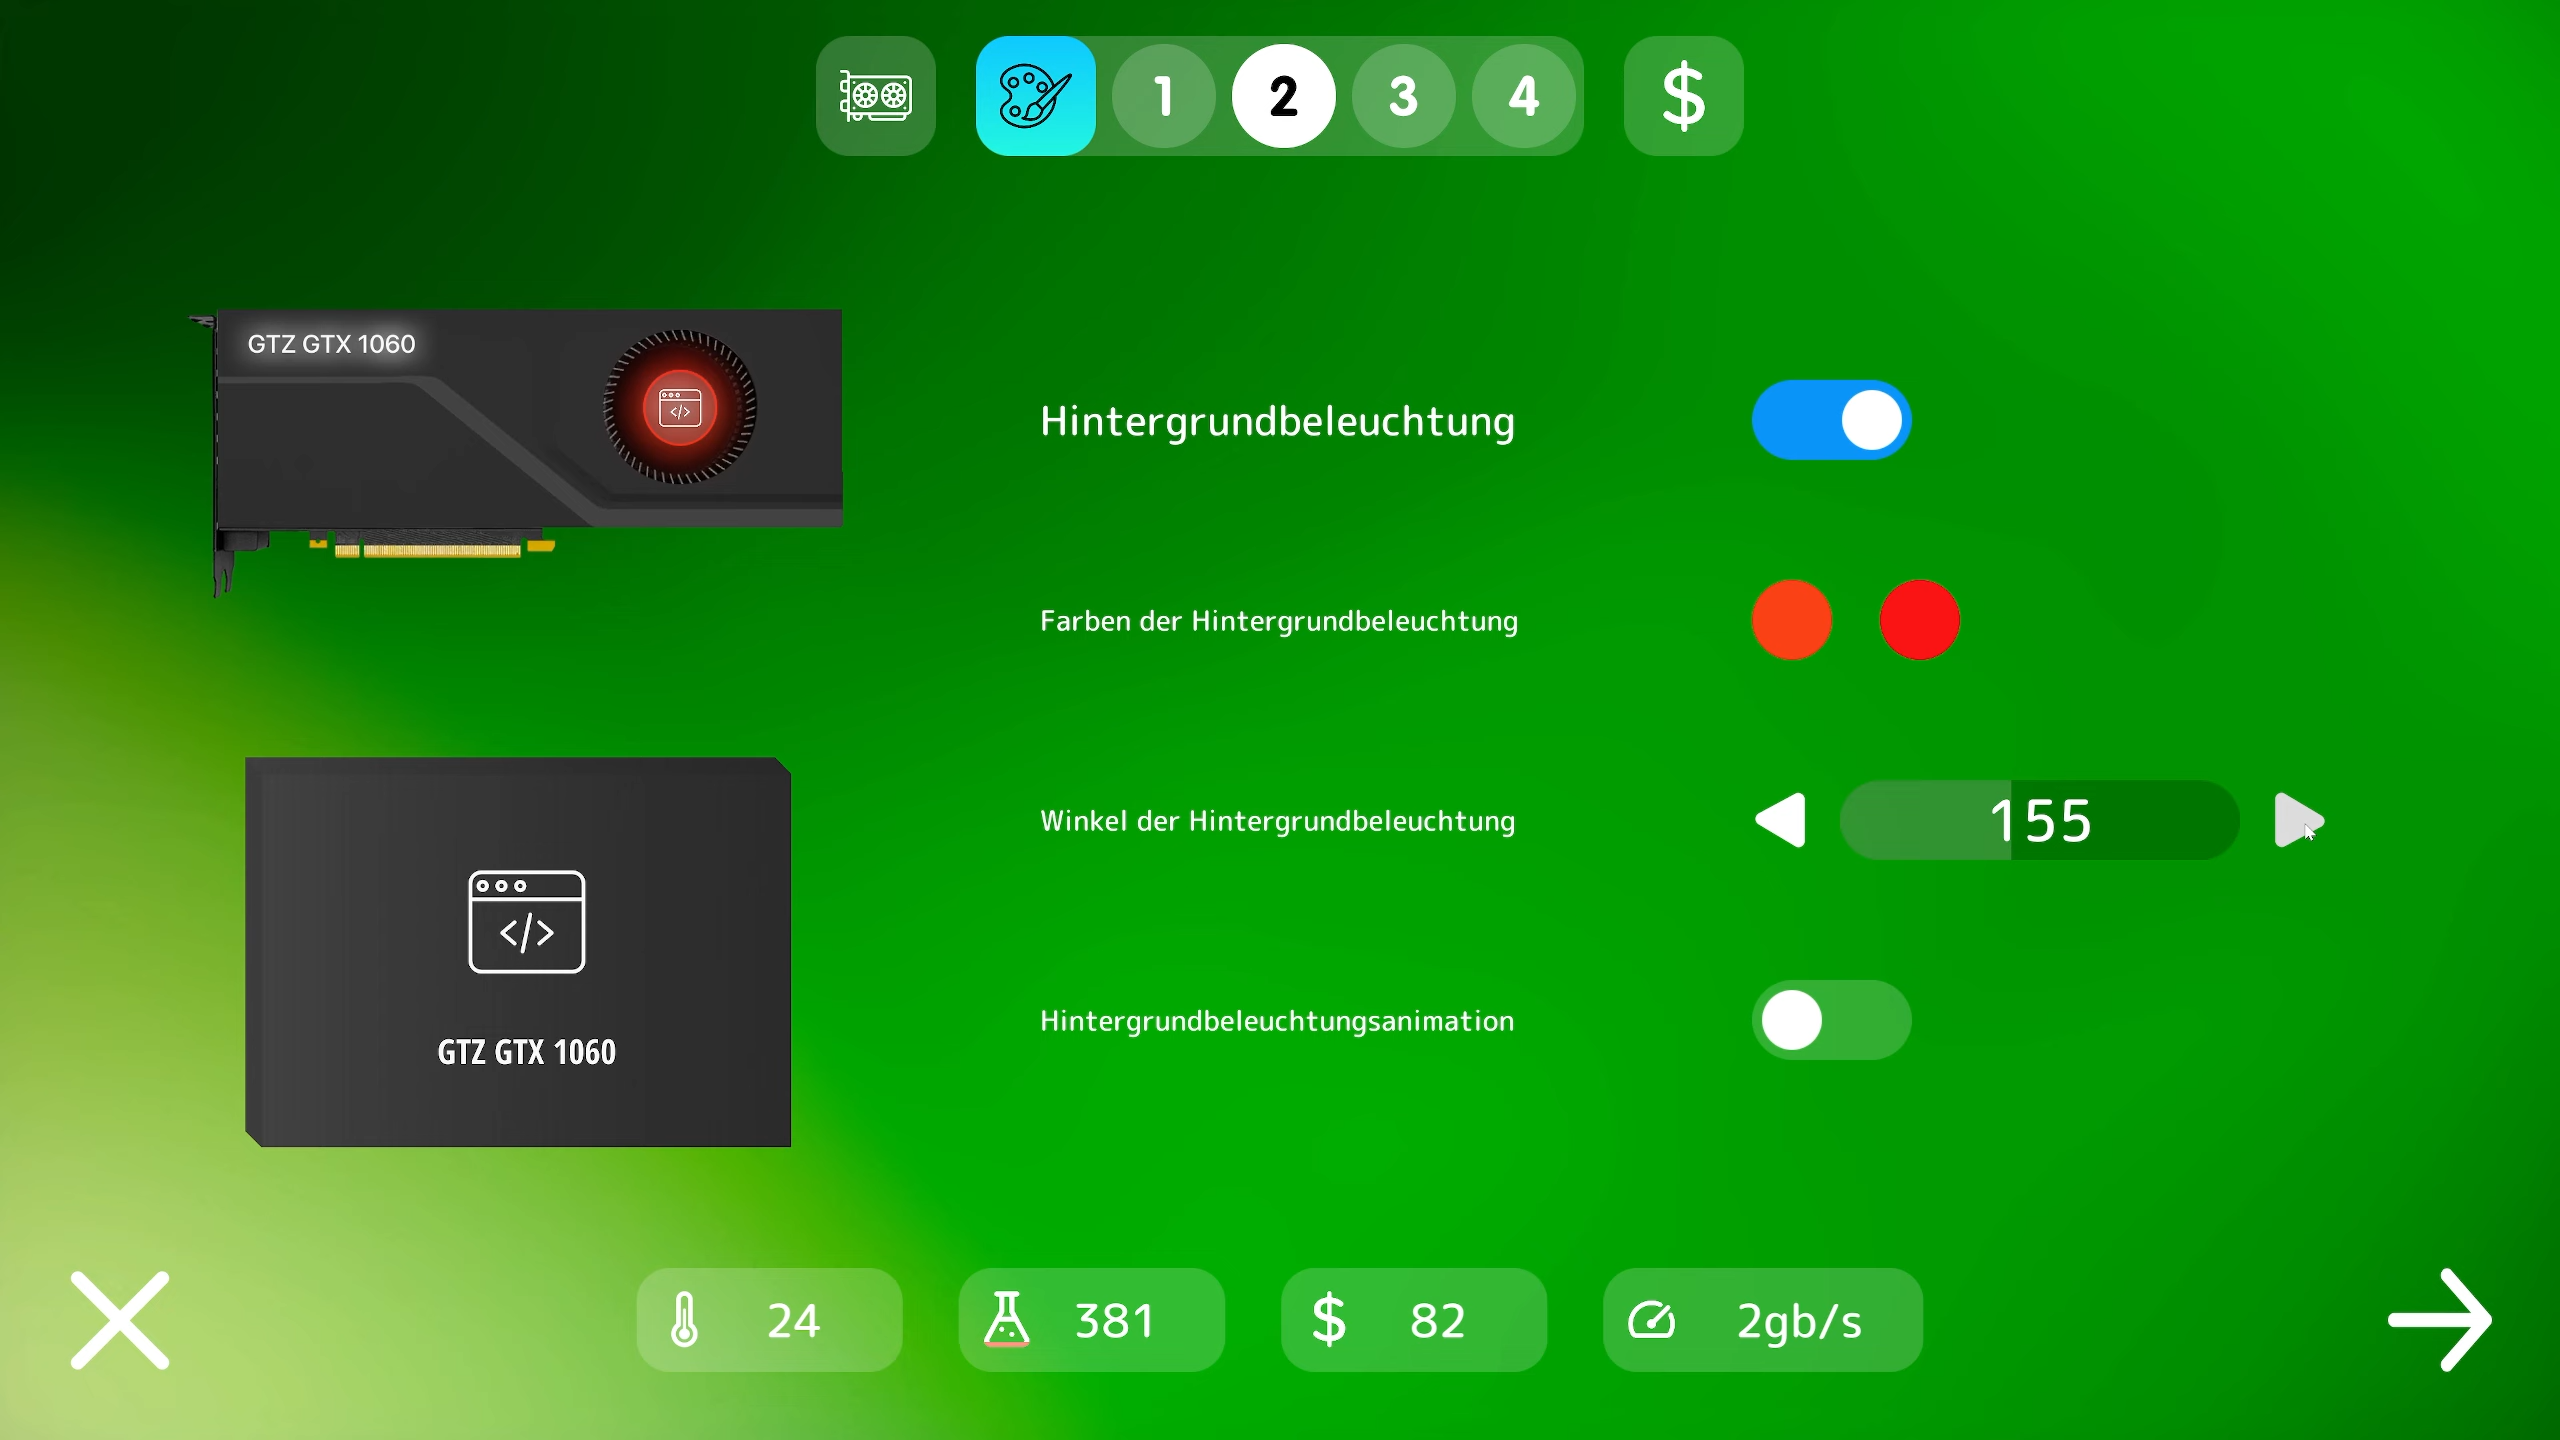 1 2 3 4 $
GTZ GTX 1060
</>
Hintergrundbeleuchtung
Farben der Hintergrundbeleuchtung
Winkel der Hintergrundbeleuchtung
155
Hintergrundbeleuchtungsanimation
</>
GTZ GTX 1060
24 381 $ 82 2gb/s